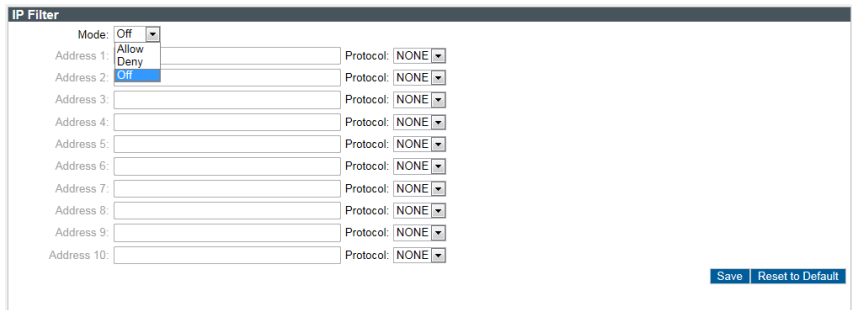 IP Filter
Mode: Off
Allow
Deny
Off
Address 1: Protocol: NONE
Address 2: Protocol: NONE
Address 3: Protocol: NONE
Address 4: Protocol: NONE
Address 5: Protocol: NONE
Address 6: Protocol: NONE
Address 7: Protocol: NONE
Address 8: Protocol: NONE
Address 9: Protocol: NONE
Address 10: Protocol: NONE
Save Reset to Default